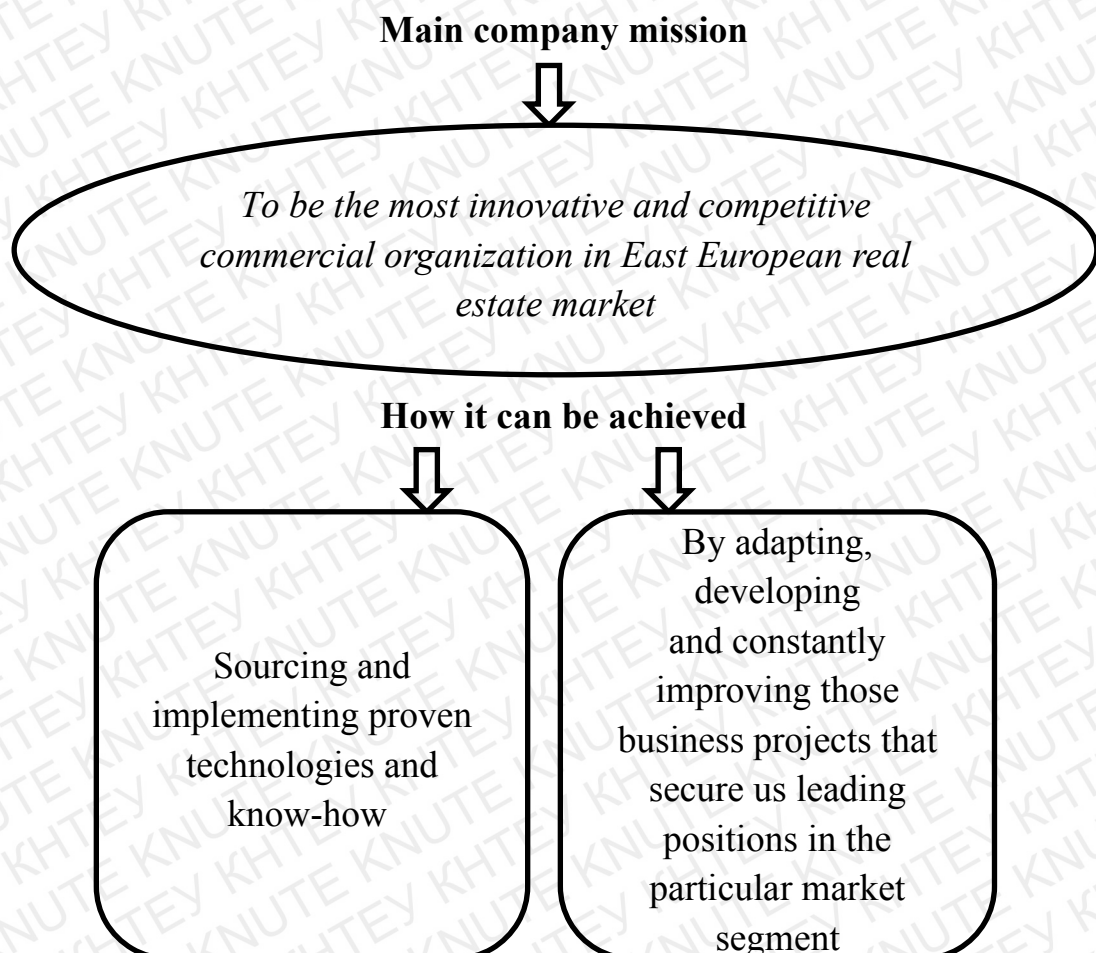 Main company mission
To be the most innovative and competitive
commercial organization in East European real
estate market
How it can be achieved
Sourcing and
implementing proven
technologies and
know-how
By adapting,
developing
and constantly
improving those
business projects that
secure us leading
positions in the
particular market
segment